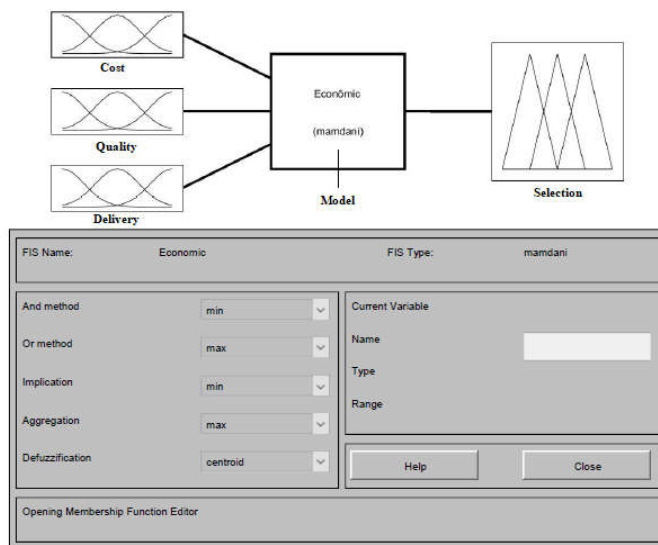 Cost
Quality
Delivery
Econômic
(mamdani)
Model
Selection
FIS Name: Economic FIS Type: mamdani
And method min
Or method max
Implication min
Aggregation max
Defuzzification centroid
Current Variable
Name
Type
Range
Help Close
Opening Membership Function Editor